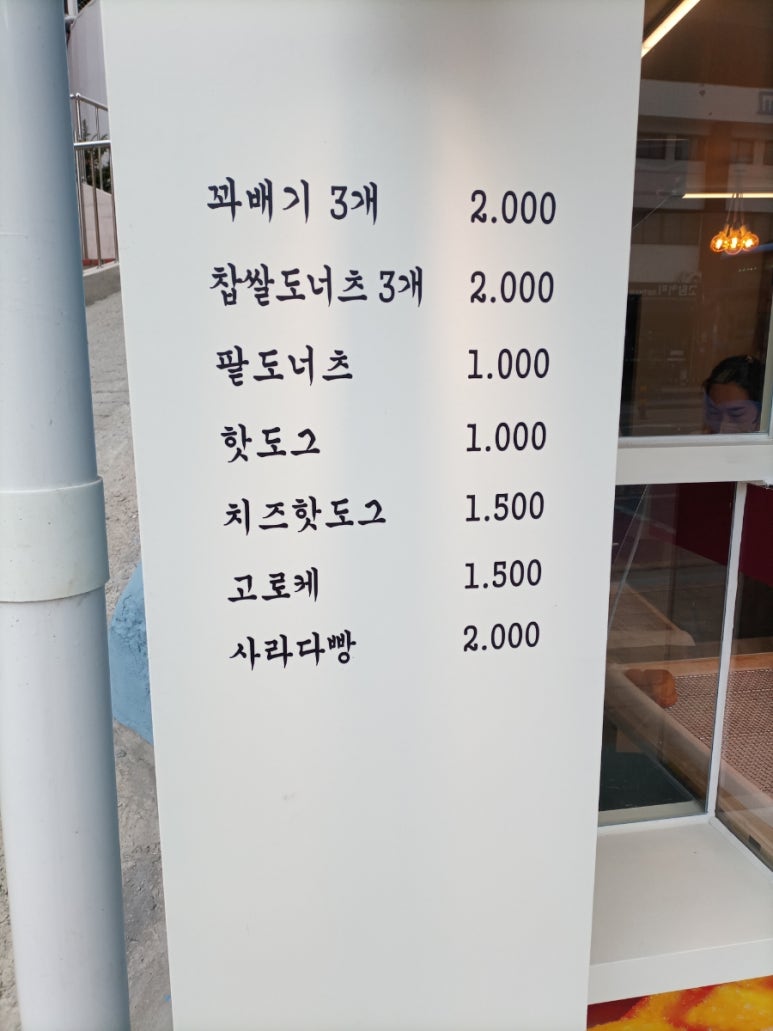 꽈배기 3개 2.000
찹쌀도너츠 3개 2.000
팥도너츠 1.000
핫도그 1.000
치즈핫도그 1.500
고로케 1.500
사라다빵 2.000